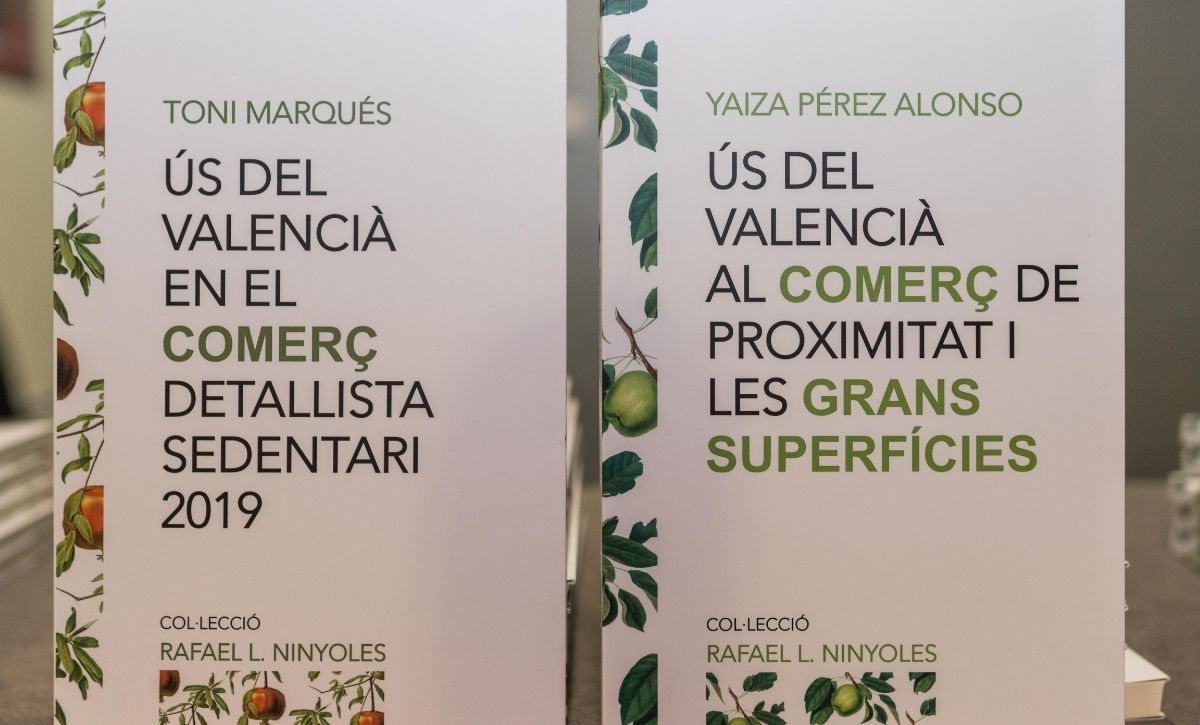 TONI MARQUÉS
ÚS DEL
VALENCIÀ
EN EL
COMERÇ
DETALLISTA
SEDENTARI
2019
COL·LECCIÓ
RAFAEL L. NINYOLES
YAIZA PÉREZ ALONSO
ÚS DEL
VALENCIÀ
AL COMERÇ DE
PROXIMITAT I
LES GRANS
SUPERFÍCIES
COL·LECCIÓ
RAFAEL L. NINYOLES